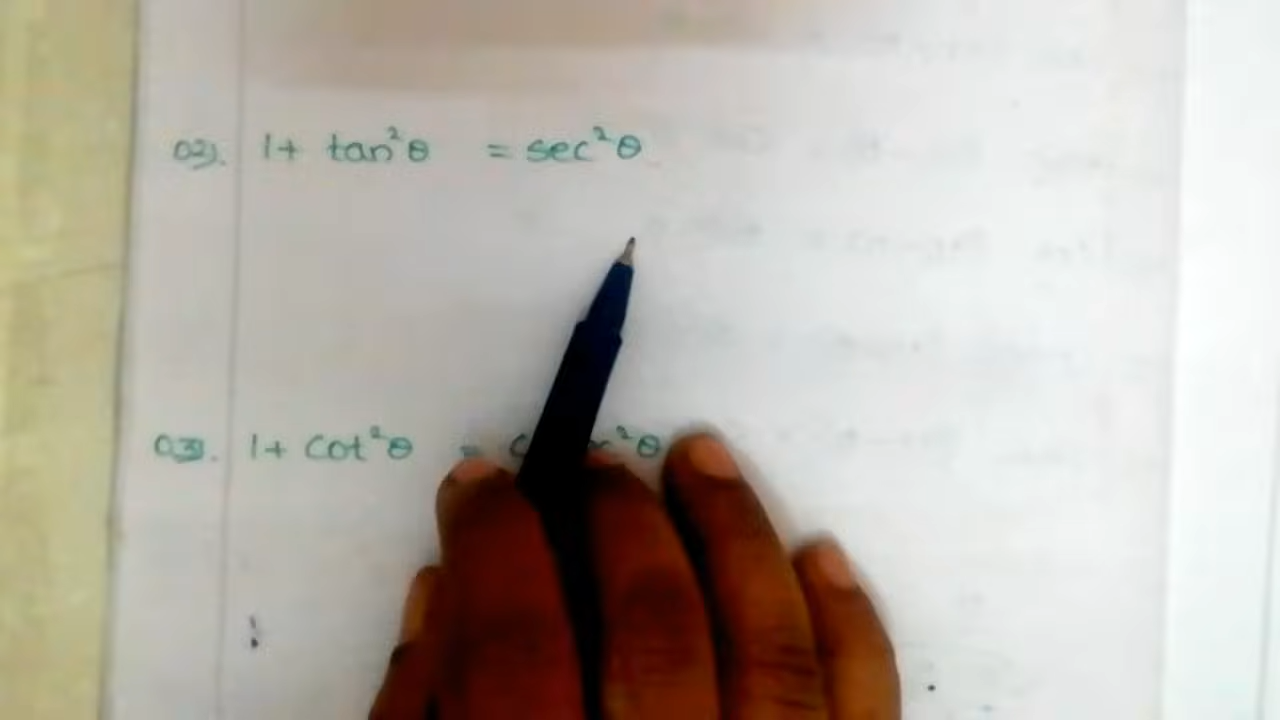 02). 1 + tan²θ = sec²θ
03). 1 + Cot²θ = θ